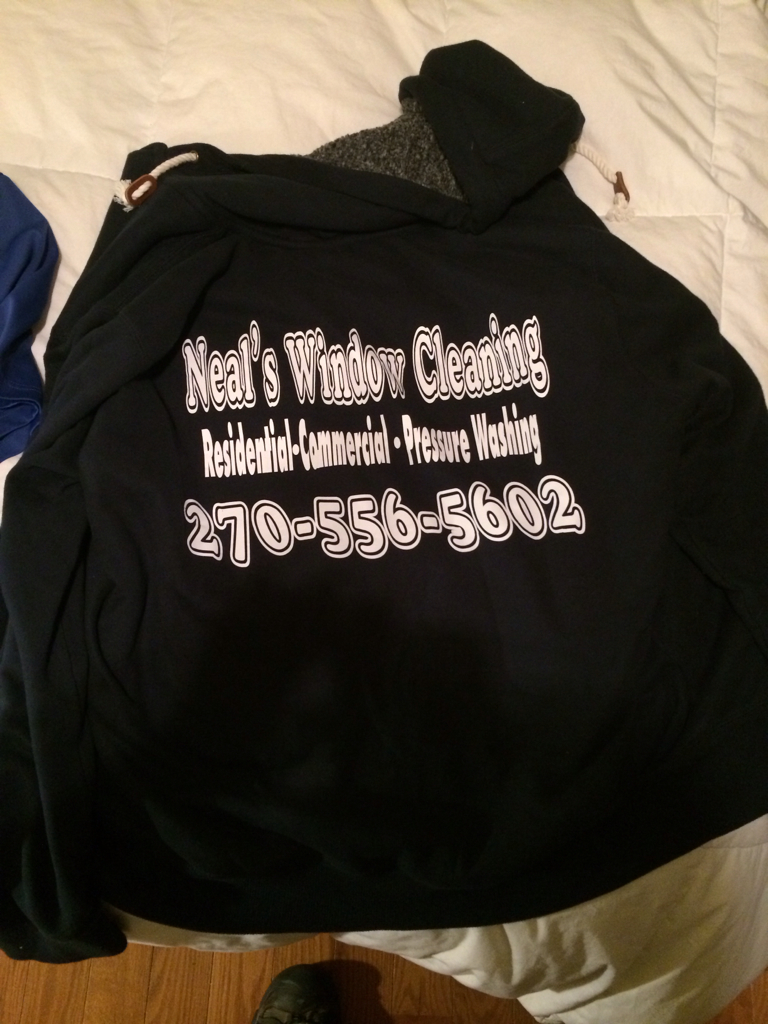 Neal's Window Cleaning
Residential•Commercial • Pressure Washing
270-556-5602